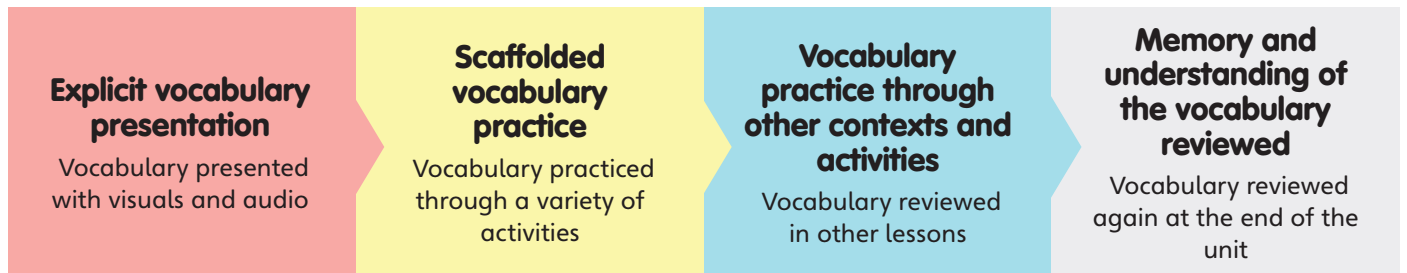 Explicit vocabulary
presentation
Vocabulary presented
with visuals and audio
Scaffolded
vocabulary
practice
Vocabulary practiced
through a variety of
activities
Vocabulary
practice through
other contexts and
activities
Vocabulary reviewed
in other lessons
Memory and
understanding of
the vocabulary
reviewed
Vocabulary reviewed
again at the end of the
unit